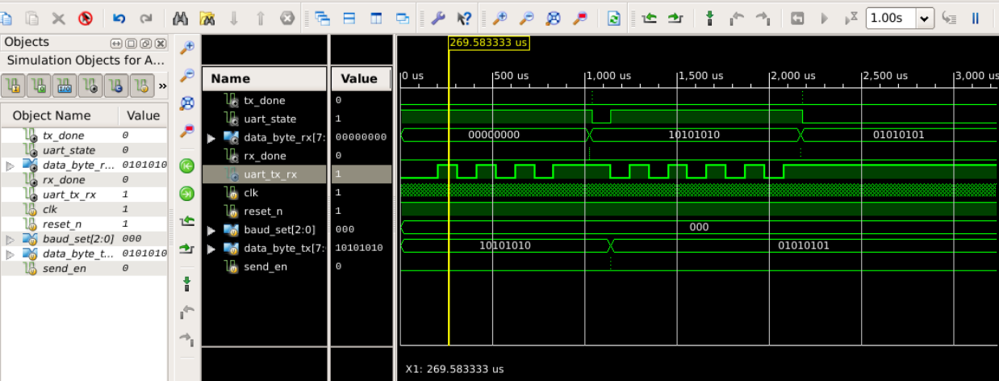 1.00s
Objects
Simulation Objects for A...
»
Object Name Value
tx_done 0
uart_state 0
data_byte_r... 0101010
rx_done 0
uart_tx_rx 1
clk 1
reset_n 1
baud_set[2:0] 000
data_byte_t... 0101010
send_en 0
Name Value
tx_done 0
uart_state 1
data_byte_rx[7: 00000000
rx_done 0
uart_tx_rx 1
clk 1
reset_n 1
baud_set[2:0] 000
data_byte_tx[7: 10101010
send_en 0
269.583333 us
0 us 500 us 1,000 us 1,500 us 2,000 us 2,500 us 3,000 us
00000000 10101010 01010101
000
10101010 01010101
X1: 269.583333 us